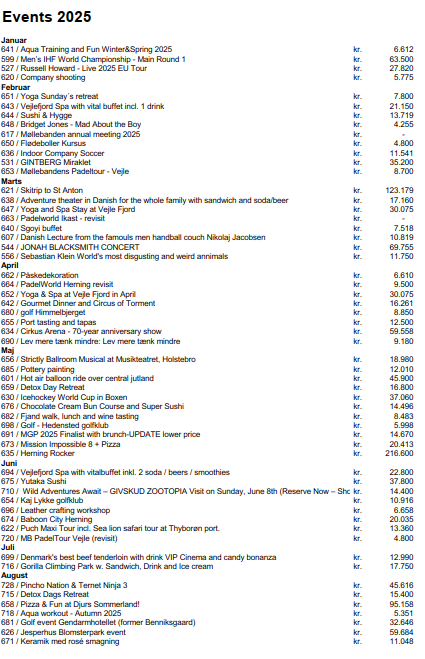 Events 2025
Januar
641 / Aqua Training and Fun Winter&Spring 2025 kr. 6.612
599 / Men's IHF World Championship - Main Round 1 kr. 63.500
527 / Russell Howard - Live 2025 EU Tour kr. 27.820
620 / Company shooting kr. 5.775
Februar
651 / Yoga Sunday´s retreat kr. 7.800
643 / Vejlefjord Spa with vital buffet incl. 1 drink kr. 21.150
644 / Sushi & Hygge kr. 13.719
648 / Bridget Jones - Mad About the Boy kr. 4.255
617 / Møllebanden annual meeting 2025 kr. -
650 / Flødeboller Kursus kr. 4.800
636 / Indoor Company Soccer kr. 11.541
531 / GINTBERG Miraklet kr. 35.200
653 / Møllebandens Padeltour - Vejle kr. 8.700
Marts
621 / Skitrip to St Anton kr. 123.179
638 / Adventure theater in Danish for the whole family with sandwich and soda/beer kr. 17.160
647 / Yoga and Spa Stay at Vejle Fjord kr. 30.075
663 / Padelworld Ikast - revisit kr. -
640 / Sgoyi buffet kr. 7.518
607 / Danish Lecture from the famouls men handball couch Nikolaj Jacobsen kr. 10.819
544 / JONAH BLACKSMITH CONCERT kr. 69.755
556 / Sebastian Klein World's most disgusting and weird annimals kr. 11.750
April
662 / Påskedekoration kr. 6.610
664 / PadelWorld Herning revisit kr. 9.500
652 / Yoga & Spa at Vejle Fjord in April kr. 30.075
642 / Gourmet Dinner and Circus of Torment kr. 16.261
680 / golf Himmelbjerget kr. 8.850
655 / Port tasting and tapas kr. 12.500
634 / Cirkus Arena - 70-year anniversary show kr. 59.558
690 / Lev mere tænk mindre: Lev mere tænk mindre kr. 9.180
Maj
656 / Strictly Ballroom Musical at Musikteatret, Holstebro kr. 18.980
685 / Pottery painting kr. 12.010
601 / Hot air balloon ride over central jutland kr. 45.900
659 / Detox Day Retreat kr. 16.800
630 / Icehockey World Cup in Boxen kr. 37.060
676 / Chocolate Cream Bun Course and Super Sushi kr. 14.496
682 / Fjand walk, lunch and wine tasting kr. 8.483
698 / Golf - Hedensted golfklub kr. 5.998
691 / MGP 2025 Finalist with brunch-UPDATE lower price kr. 14.670
673 / Mission Impossible 8 + Pizza kr. 20.413
635 / Herning Rocker kr. 216.600
Juni
694 / Vejlefjord Spa with vitalbuffet inkl. 2 soda / beers / smoothies kr. 22.800
675 / Yutaka Sushi kr. 37.800
710 / Wild Adventures Await – GIVSKUD ZOOTOPIA Visit on Sunday, June 8th (Reserve Now – Sho kr. 14.400
654 / Kaj Lykke golfklub kr. 10.916
696 / Leather crafting workshop kr. 6.658
674 / Baboon City Herning kr. 20.035
622 / Puch Maxi Tour incl. Sea lion safari tour at Thyborøn port. kr. 13.360
720 / MB PadelTour Vejle (revisit) kr. 4.800
Juli
699 / Denmark's best beef tenderloin with drink VIP Cinema and candy bonanza kr. 12.990
716 / Gorilla Climbing Park w. Sandwich, Drink and Ice cream kr. 17.750
August
728 / Pincho Nation & Ternet Ninja 3 kr. 45.616
715 / Detox Dags Retreat kr. 15.400
658 / Pizza & Fun at Djurs Sommerland! kr. 95.158
718 / Aqua workout - Autumn 2025 kr. 5.351
681 / Golf event Gendarmhotellet (former Benniksgaard) kr. 32.646
626 / Jesperhus Blomsterpark event kr. 59.684
671 / Keramik med rosé smagning kr. 11.048